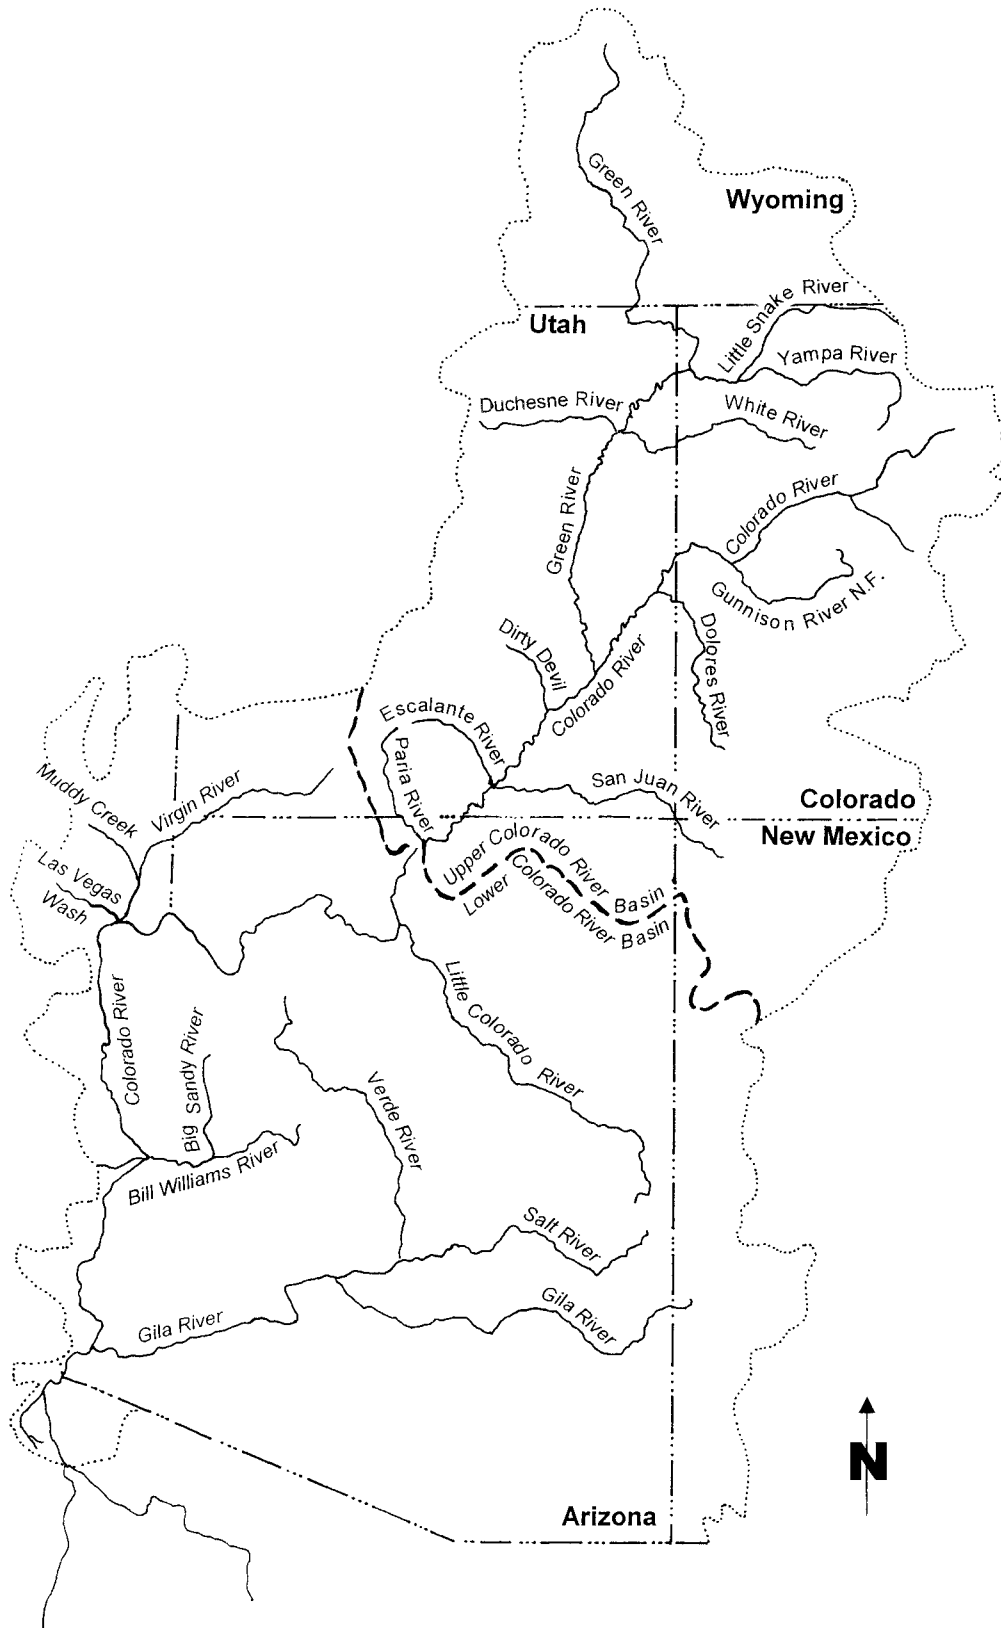 Green River
Wyoming
Little Snake River
Utah
Yampa River
Duchesne River
White River
Green River
Colorado River
Gunnison River N.F.
Dirty Devil
Colorado River
Dolores River
Escalante River
Paria River
San Juan River
Muddy Creek
Virgin River
Colorado
New Mexico
Las Vegas
Wash
Upper Colorado River Basin
Lower Colorado River Basin
Colorado River
Little Colorado River
Big Sandy River
Verde River
Bill Williams River
Salt River
Gila River
Gila River
N
Arizona